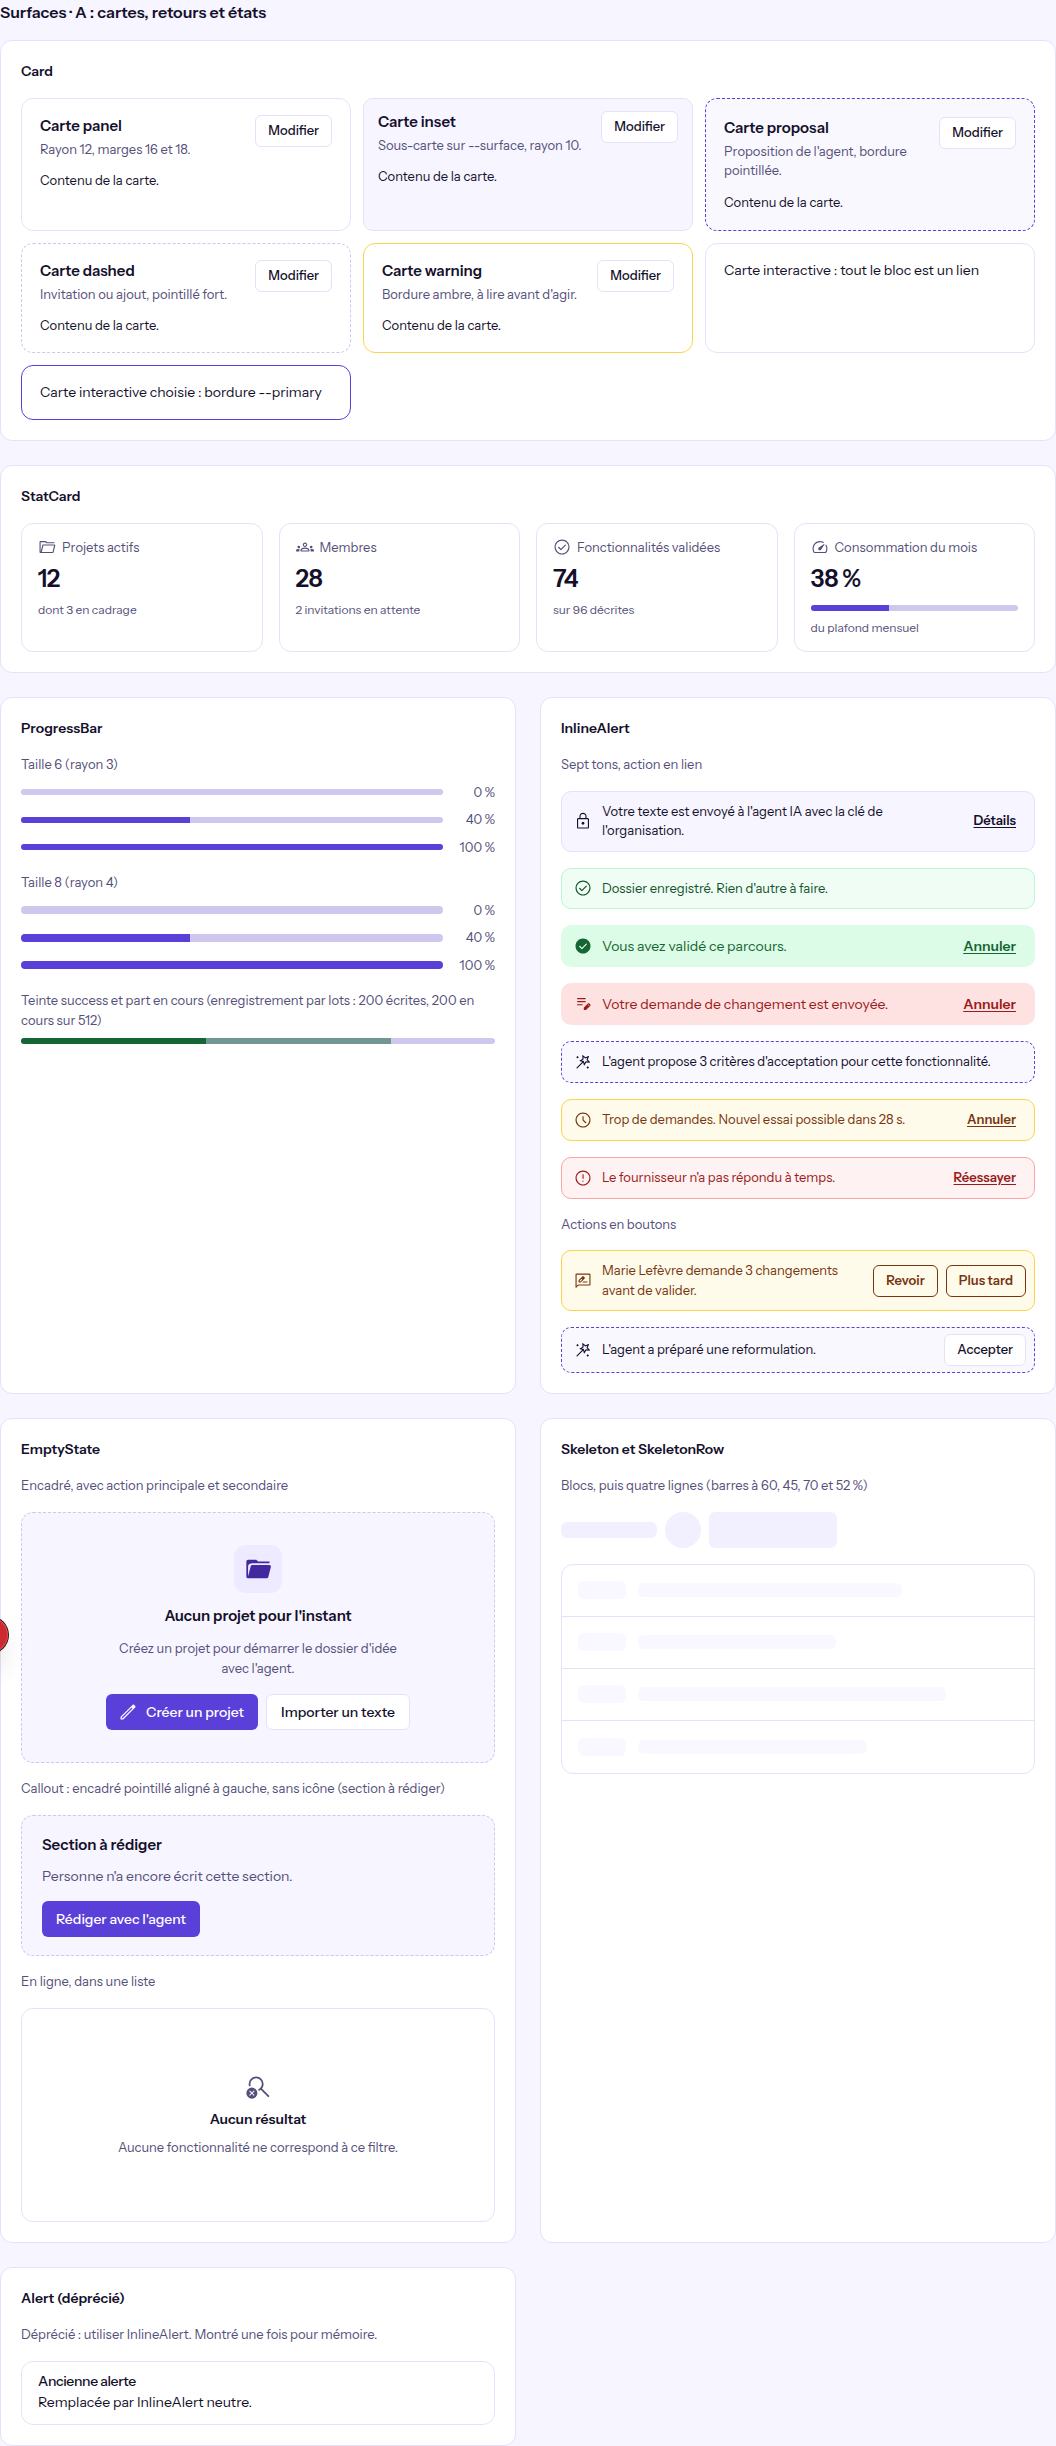 Surfaces · A : cartes, retours et états
Card
Carte panel
Modifier
Rayon 12, marges 16 et 18.
Contenu de la carte.
Carte inset
Modifier
Sous-carte sur --surface, rayon 10.
Contenu de la carte.
Carte proposal
Modifier
Proposition de l'agent, bordure
pointillée.
Contenu de la carte.
Carte dashed
Modifier
Invitation ou ajout, pointillé fort.
Contenu de la carte.
Carte warning
Modifier
Bordure ambre, à lire avant d'agir.
Contenu de la carte.
Carte interactive : tout le bloc est un lien
Carte interactive choisie : bordure --primary
StatCard
Projets actifs
12
dont 3 en cadrage
Membres
28
2 invitations en attente
Fonctionnalités validées
74
sur 96 décrites
Consommation du mois
38 %
du plafond mensuel
ProgressBar
Taille 6 (rayon 3)
0 %
40 %
100 %
Taille 8 (rayon 4)
0 %
40 %
100 %
Teinte success et part en cours (enregistrement par lots : 200 écrites, 200 en
cours sur 512)
InlineAlert
Sept tons, action en lien
Votre texte est envoyé à l'agent IA avec la clé de
l'organisation.
Détails
Dossier enregistré. Rien d'autre à faire.
Vous avez validé ce parcours.
Annuler
Votre demande de changement est envoyée.
Annuler
L'agent propose 3 critères d'acceptation pour cette fonctionnalité.
Trop de demandes. Nouvel essai possible dans 28 s.
Annuler
Le fournisseur n'a pas répondu à temps.
Réessayer
Actions en boutons
Marie Lefèvre demande 3 changements
avant de valider.
Revoir
Plus tard
L'agent a préparé une reformulation.
Accepter
EmptyState
Encadré, avec action principale et secondaire
Aucun projet pour l'instant
Créez un projet pour démarrer le dossier d'idée
avec l'agent.
Créer un projet
Importer un texte
Callout : encadré pointillé aligné à gauche, sans icône (section à rédiger)
Section à rédiger
Personne n'a encore écrit cette section.
Rédiger avec l'agent
En ligne, dans une liste
Aucun résultat
Aucune fonctionnalité ne correspond à ce filtre.
Skeleton et SkeletonRow
Blocs, puis quatre lignes (barres à 60, 45, 70 et 52 %)
Alert (déprécié)
Déprécié : utiliser InlineAlert. Montré une fois pour mémoire.
Ancienne alerte
Remplacée par InlineAlert neutre.